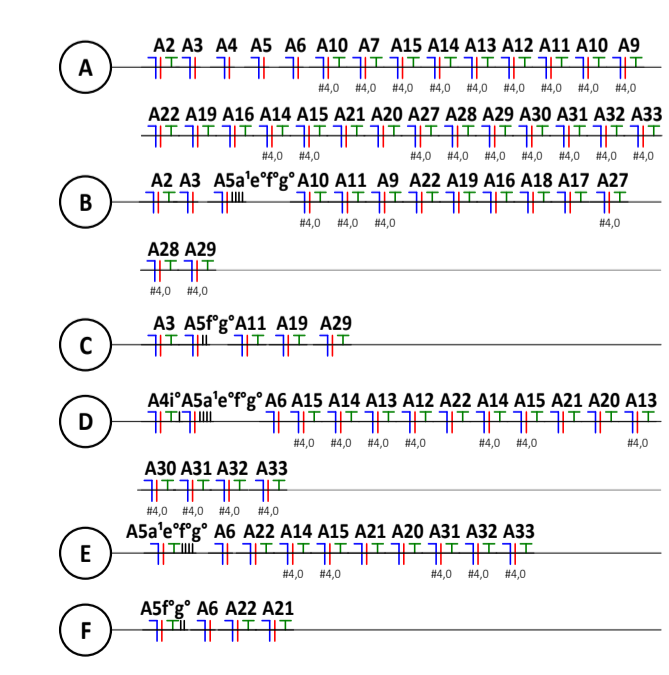 A2 A3 A4 A5 A6 A10 A7 A15 A14 A13 A12 A11 A10 A9
A
#4,0 #4,0 #4,0 #4,0 #4,0 #4,0 #4,0 #4,0 #4,0
A22 A19 A16 A14 A15 A21 A20 A27 A28 A29 A30 A31 A32 A33
#4,0 #4,0 #4,0 #4,0 #4,0 #4,0 #4,0 #4,0 #4,0
A2 A3 A5a¹e°f°g° A10 A11 A9 A22 A19 A16 A18 A17 A27
B
#4,0 #4,0 #4,0 #4,0
A28 A29
#4,0 #4,0
A3 A5f°g° A11 A19 A29
C
A4i° A5a¹e°f°g° A6 A15 A14 A13 A12 A22 A14 A15 A21 A20 A13
D
#4,0 #4,0 #4,0 #4,0 #4,0 #4,0 #4,0
A30 A31 A32 A33
#4,0 #4,0 #4,0 #4,0
A5a¹e°f°g° A6 A22 A14 A15 A21 A20 A31 A32 A33
E
#4,0 #4,0 #4,0 #4,0 #4,0
A5f°g° A6 A22 A21
F